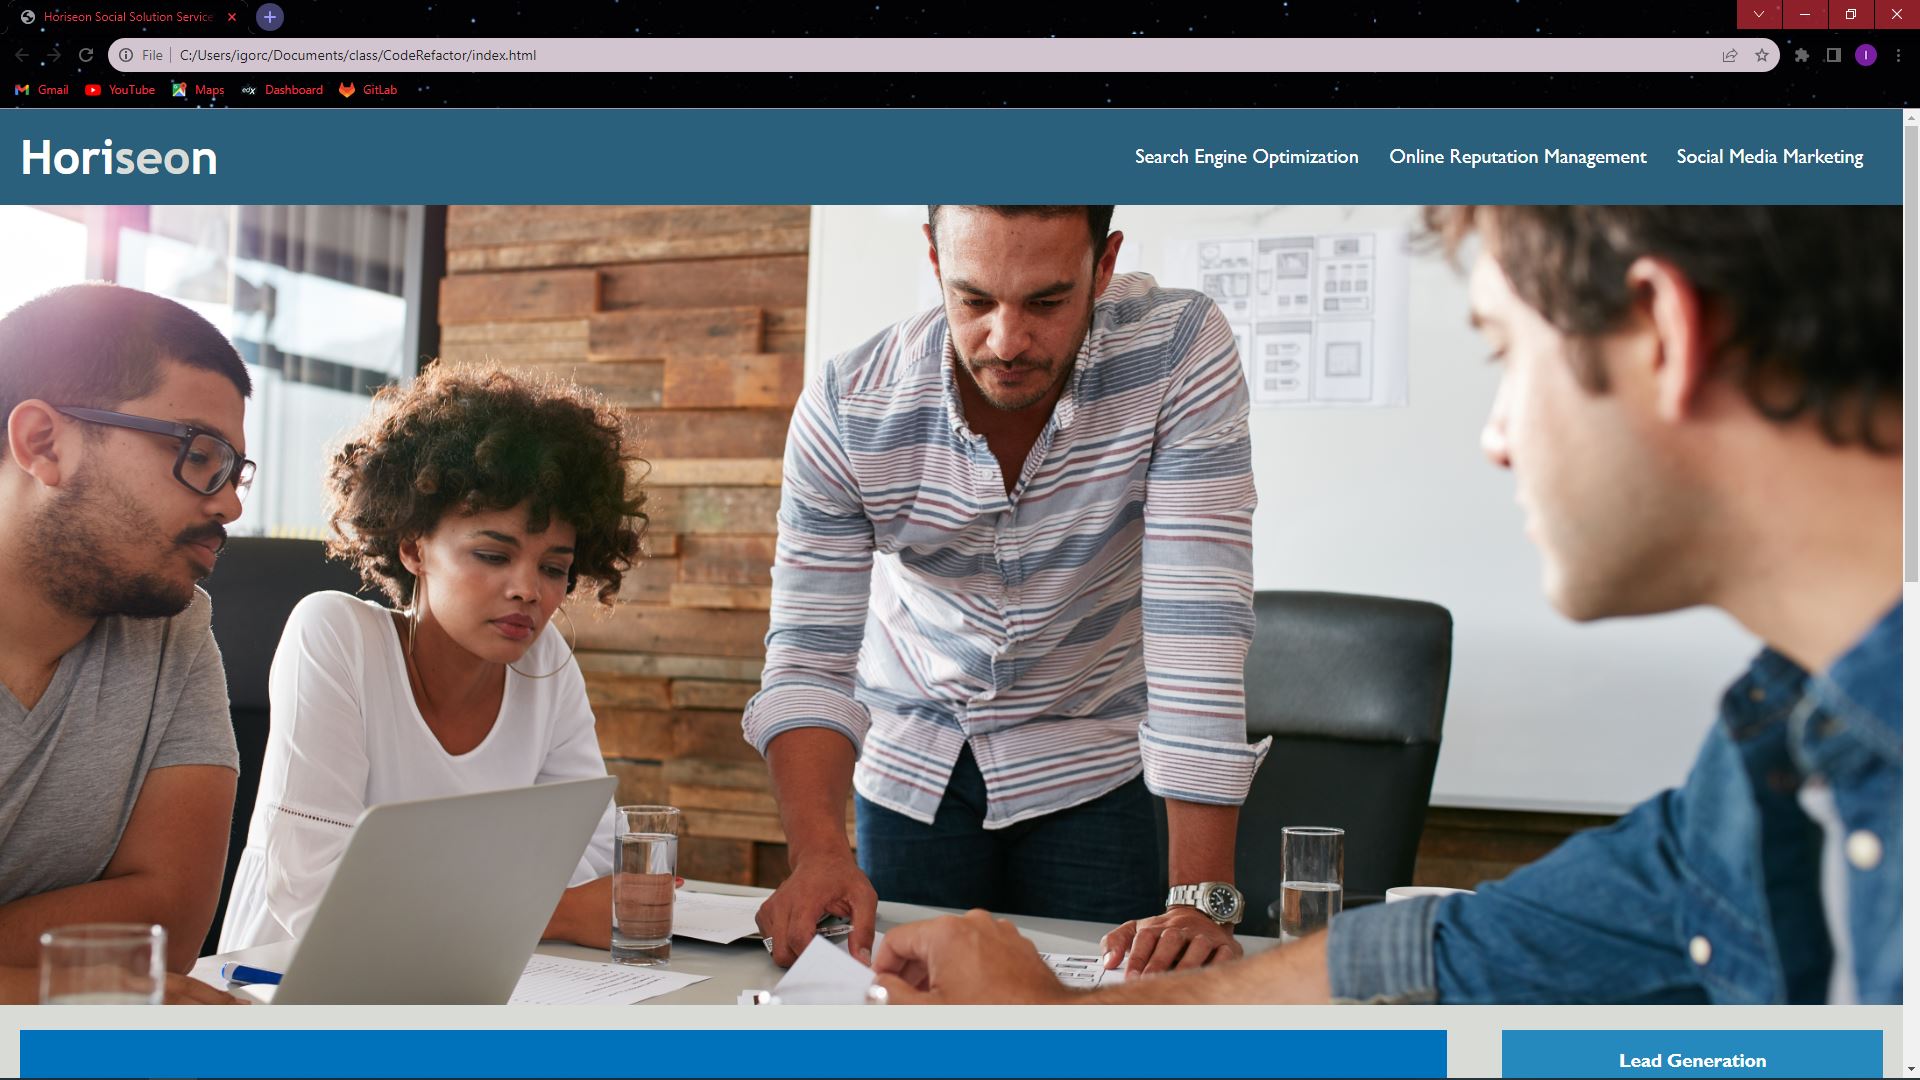 Horiseon Social Solution Service
File
C:/Users/igorc/Documents/class/CodeRefactor/index.html
I
Gmail
YouTube
Maps
edX
Dashboard
GitLab
Horiseon
Search Engine Optimization
Online Reputation Management
Social Media Marketing
Lead Generation